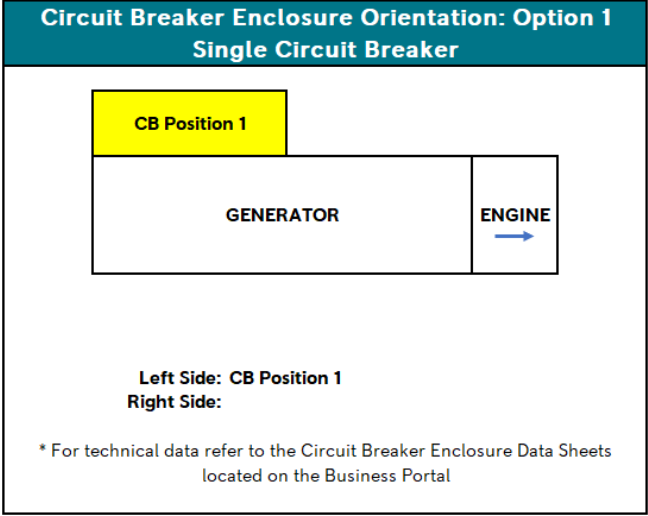 Circuit Breaker Enclosure Orientation: Option 1
Single Circuit Breaker
CB Position 1
GENERATOR
ENGINE
Left Side: CB Position 1
Right Side:
* For technical data refer to the Circuit Breaker Enclosure Data Sheets
located on the Business Portal